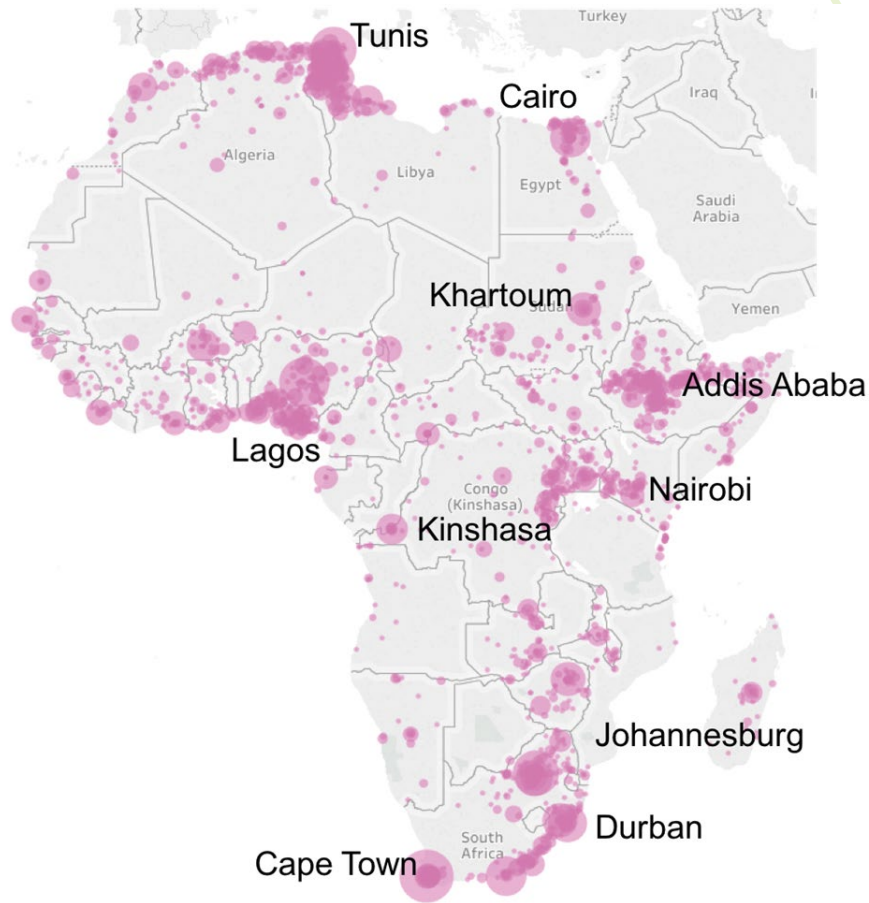 Turkey
Tunis
Cairo
Iraq
Algeria
Libya
Egypt
Saudi
Arabia
Khartoum
Sudan
Yemen
Addis Ababa
Lagos
Nairobi
Congo
(Kinshasa)
Kinshasa
Johannesburg
Durban
South
Africa
Cape Town